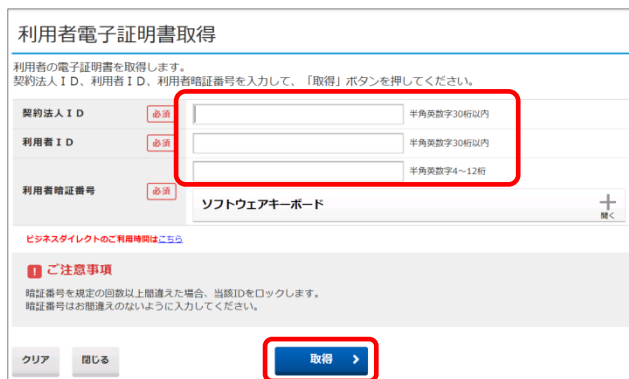 利用者電子証明書取得
利用者の電子証明書を取得します。
契約法人ＩＤ、利用者ＩＤ、利用者暗証番号を入力して、「取得」ボタンを押してください。
契約法人ＩＤ 必須 半角英数字30桁以内
利用者ＩＤ 必須 半角英数字30桁以内
半角英数字4～12桁
利用者暗証番号 必須
ソフトウェアキーボード 開く
ビジネスダイレクトのご利用時間はこちら
! ご注意事項
暗証番号を規定の回数以上間違えた場合、当該IDをロックします。
暗証番号はお間違えのないように入力してください。
クリア 閉じる 取得